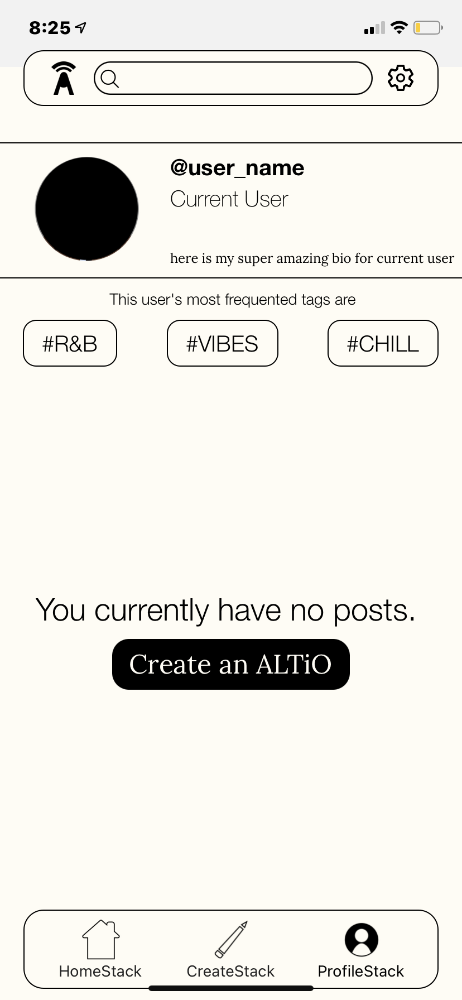 8:25
@user_name
Current User
here is my super amazing bio for current user
This user's most frequented tags are
#R&B #VIBES #CHILL
You currently have no posts.
Create an ALTiO
HomeStack CreateStack ProfileStack